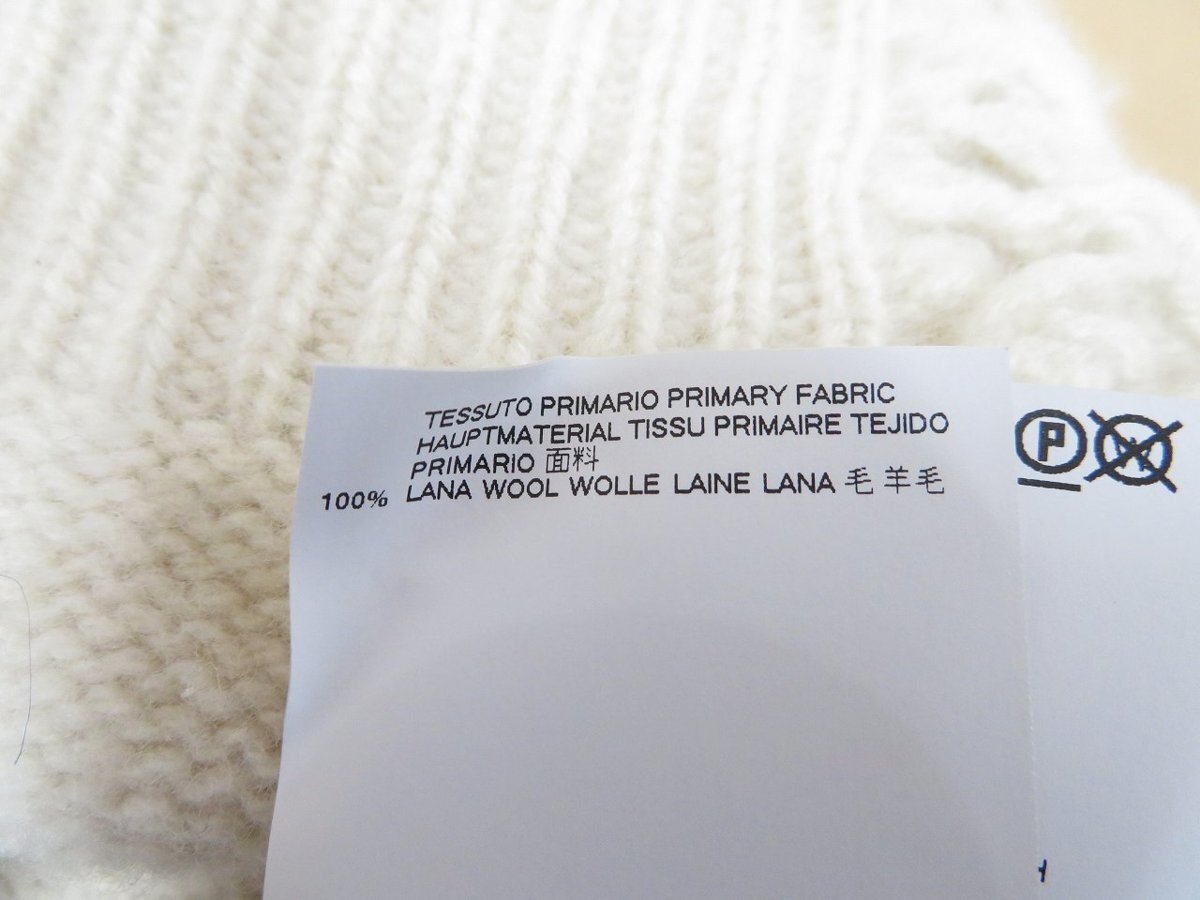 TESSUTO PRIMARIO PRIMARY FABRIC
HAUPTMATERIAL TISSU PRIMAIRE TEJIDO
PRIMARIO 面料
100% LANA WOOL WOLLE LAINE LANA 毛 羊毛
P